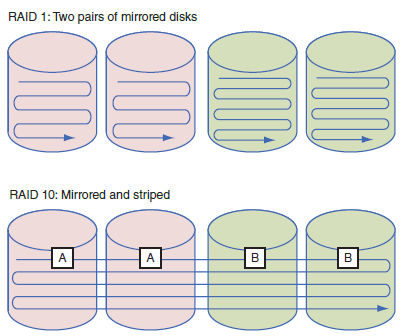 RAID 1: Two pairs of mirrored disks
RAID 10: Mirrored and striped
A A B B